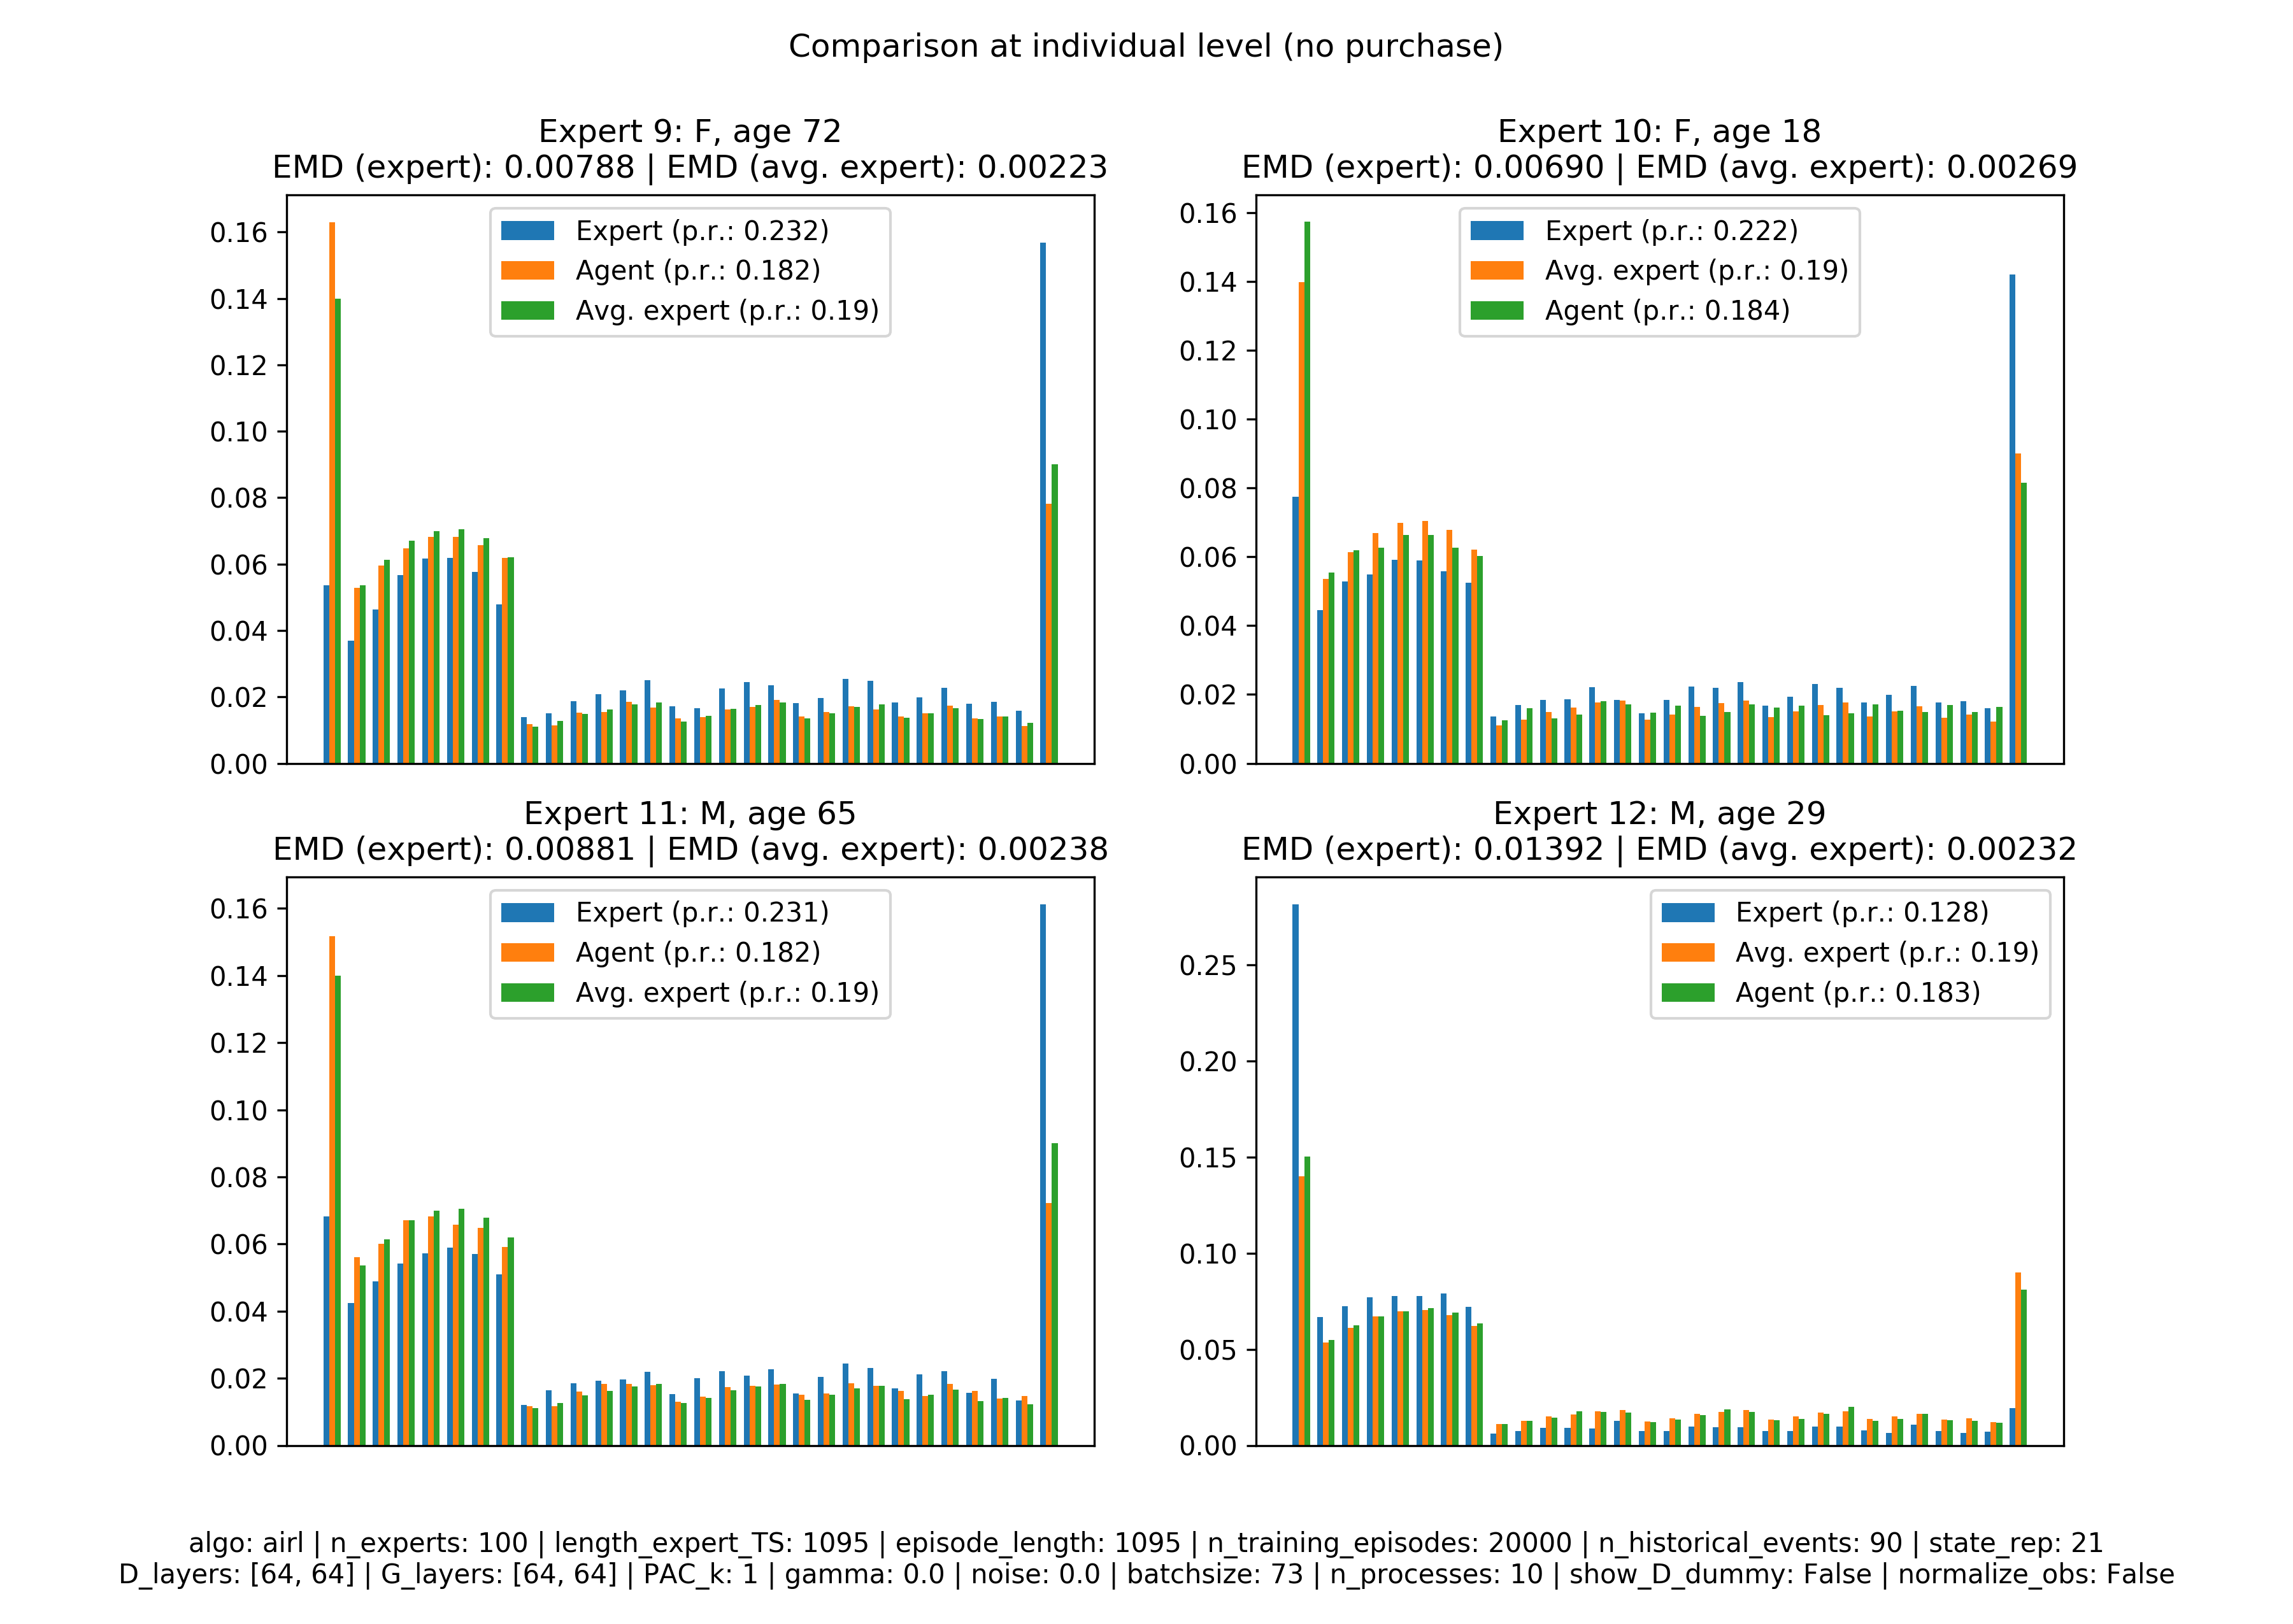 Comparison at individual level (no purchase)
Expert 9: F, age 72
EMD (expert): 0.00788 | EMD (avg. expert): 0.00223
0.16
0.14
0.12
0.10
0.08
0.06
0.04
0.02
0.00
Expert (p.r.: 0.232)
Agent (p.r.: 0.182)
Avg. expert (p.r.: 0.19)
Expert 10: F, age 18
EMD (expert): 0.00690 | EMD (avg. expert): 0.00269
0.16
0.14
0.12
0.10
0.08
0.06
0.04
0.02
0.00
Expert (p.r.: 0.222)
Avg. expert (p.r.: 0.19)
Agent (p.r.: 0.184)
Expert 11: M, age 65
EMD (expert): 0.00881 | EMD (avg. expert): 0.00238
0.16
0.14
0.12
0.10
0.08
0.06
0.04
0.02
0.00
Expert (p.r.: 0.231)
Agent (p.r.: 0.182)
Avg. expert (p.r.: 0.19)
Expert 12: M, age 29
EMD (expert): 0.01392 | EMD (avg. expert): 0.00232
0.25
0.20
0.15
0.10
0.05
0.00
Expert (p.r.: 0.128)
Avg. expert (p.r.: 0.19)
Agent (p.r.: 0.183)
algo: airl | n_experts: 100 | length_expert_TS: 1095 | episode_length: 1095 | n_training_episodes: 20000 | n_historical_events: 90 | state_rep: 21
D_layers: [64, 64] | G_layers: [64, 64] | PAC_k: 1 | gamma: 0.0 | noise: 0.0 | batchsize: 73 | n_processes: 10 | show_D_dummy: False | normalize_obs: False